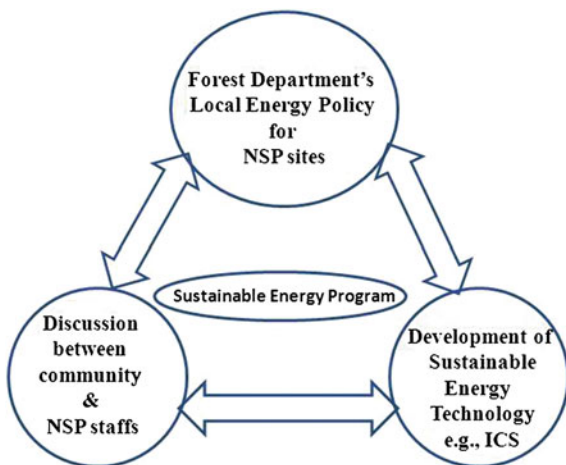 Forest Department's
Local Energy Policy
for
NSP sites
Sustainable Energy Program
Discussion
between
community
&
NSP staffs
Development of
Sustainable
Energy
Technology
e.g., ICS